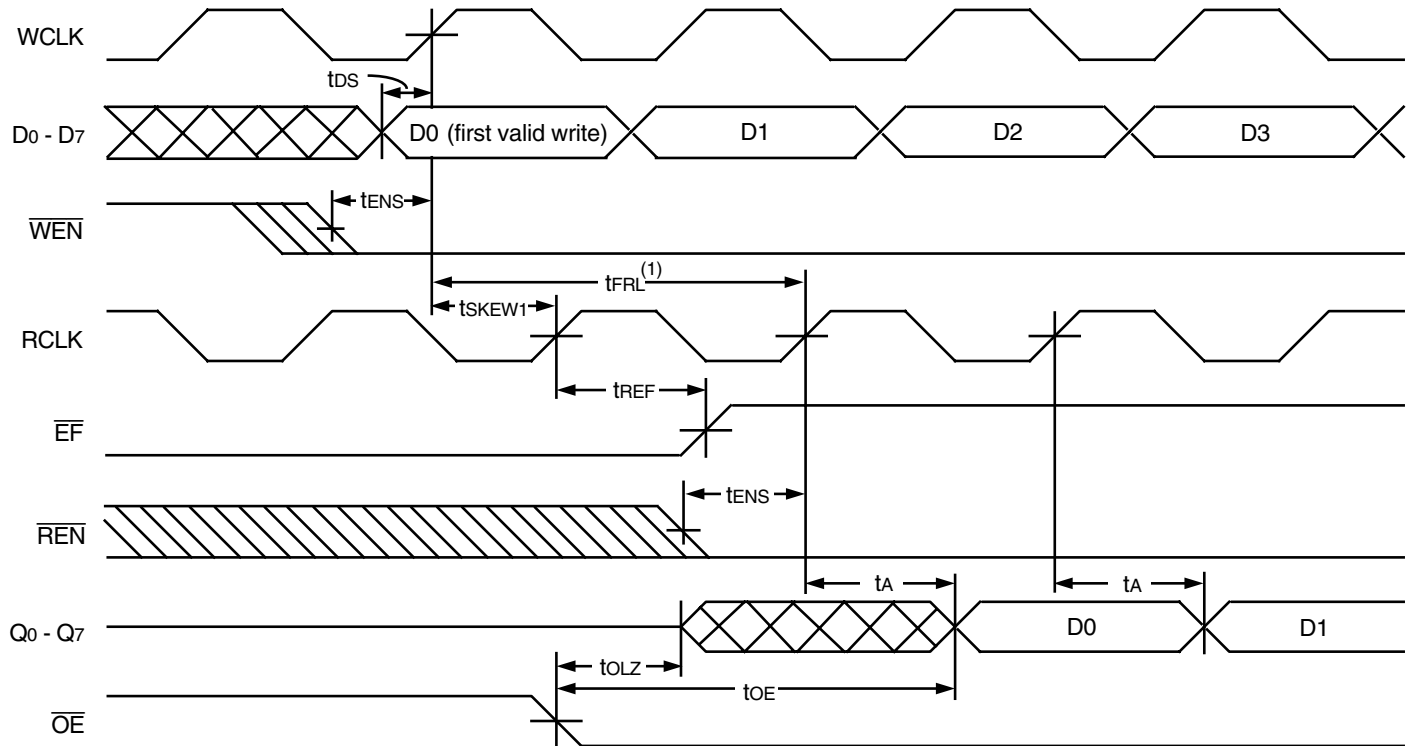 WCLK
tDS
D0 - D7
D0 (first valid write)
D1
D2
D3
WEN
tENS
tFRL(1)
tSKEW1
RCLK
tREF
EF
tENS
REN
tA
tA
Q0 - Q7
D0
D1
tOLZ
tOE
OE